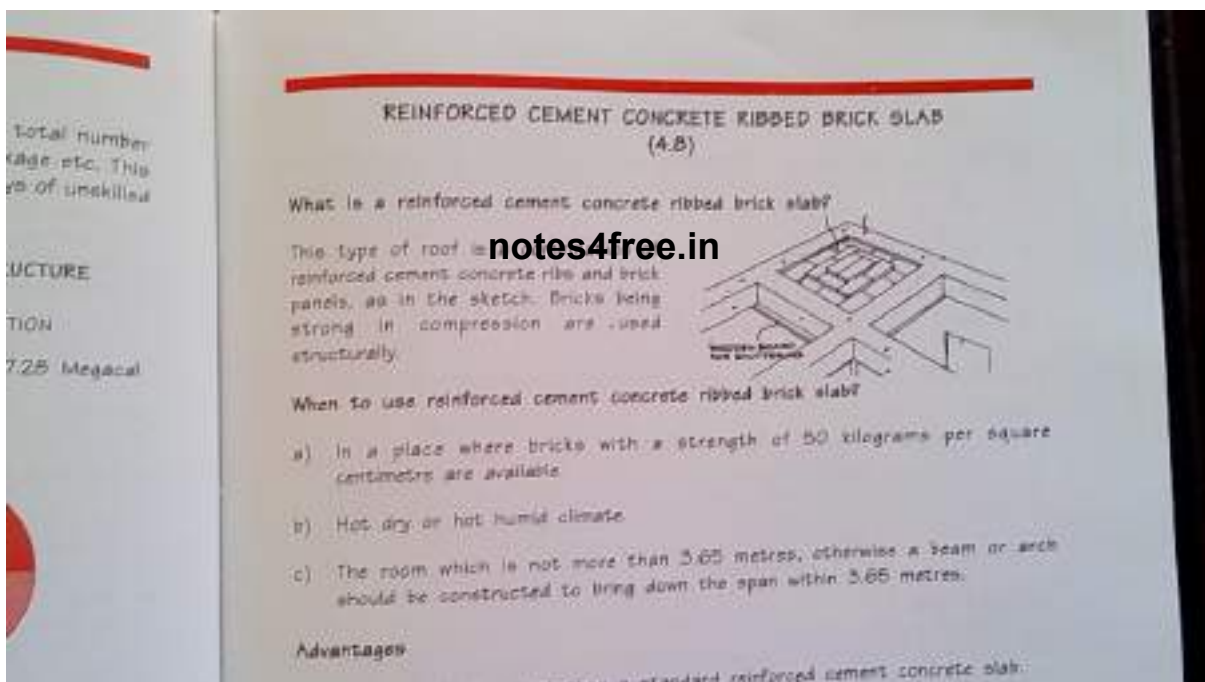 total number
etc. This
of unskilled
UCTURE
TION
7.25 Megacal
REINFORCED CEMENT CONCRETE RIBBED BRICK SLAB
(4.8)
What is a reinforced cement concrete ribbed brick slab?
This type of roof is
notes4free.in
reinforced cement concrete ribs and brick
panels, as in the sketch. Bricks being
strong in compression are used
structurally.
When to use reinforced cement concrete ribbed brick slab?
a) In a place where bricks with a strength of 50 kilograms per square
centimetre are available
b) Hot dry or hot humid climate
c) The room which is not more than 3.65 metres, otherwise a beam or arch
should be constructed to bring down the span within 3.65 metres.
Advantages
standard reinforced cement concrete slab.